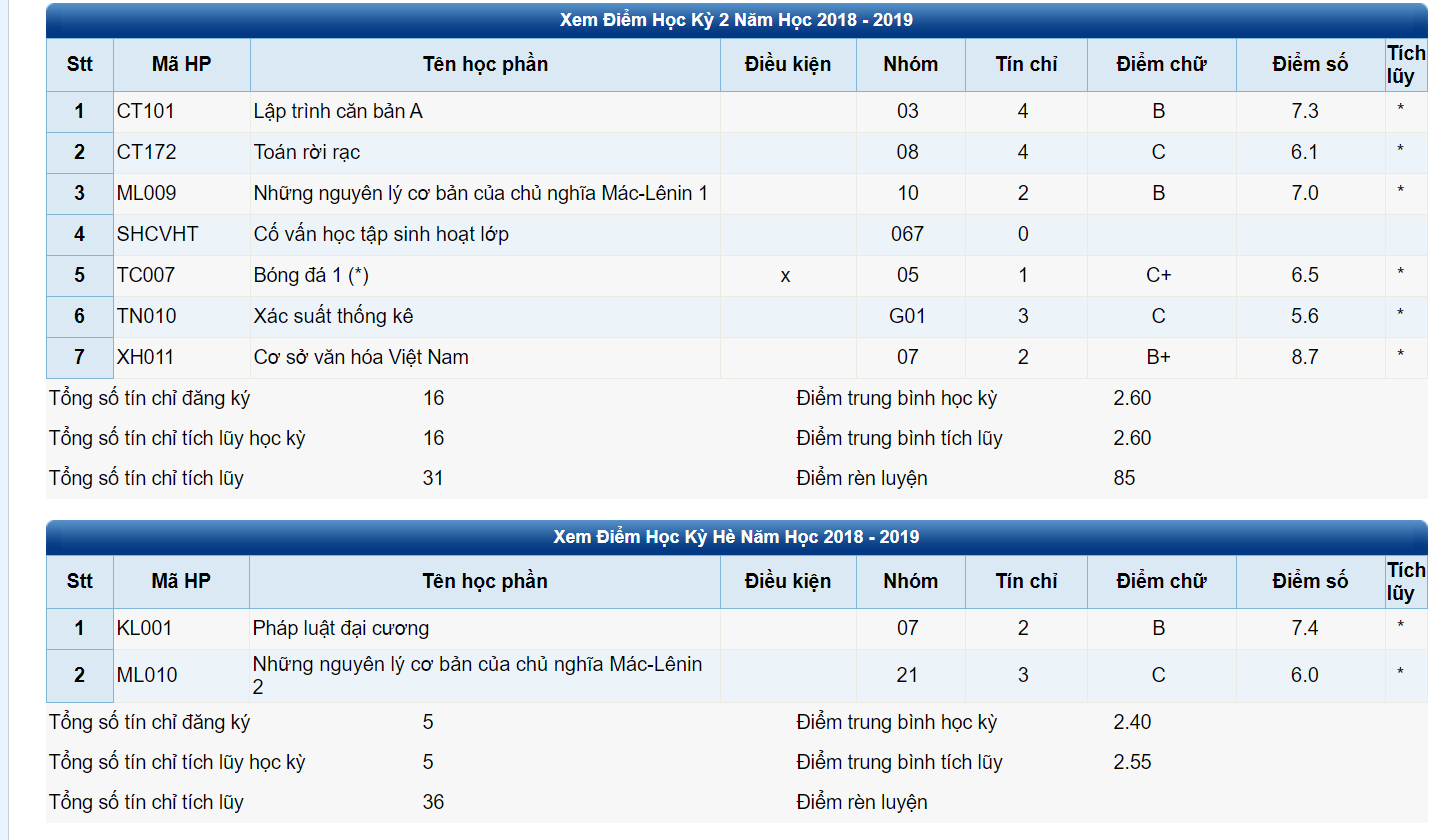 Xem Điểm Học Kỳ 2 Năm Học 2018 - 2019
Stt Mã HP Tên học phần Điều kiện Nhóm Tín chỉ Điểm chữ Điểm số Tích lũy
1 CT101 Lập trình căn bản A 03 4 B 7.3 *
2 CT172 Toán rời rạc 08 4 C 6.1 *
3 ML009 Những nguyên lý cơ bản của chủ nghĩa Mác-Lênin 1 10 2 B 7.0 *
4 SHCVHT Cố vấn học tập sinh hoạt lớp 067 0
5 TC007 Bóng đá 1 (*) x 05 1 C+ 6.5 *
6 TN010 Xác suất thống kê G01 3 C 5.6 *
7 XH011 Cơ sở văn hóa Việt Nam 07 2 B+ 8.7 *
Tổng số tín chỉ đăng ký 16 Điểm trung bình học kỳ 2.60
Tổng số tín chỉ tích lũy học kỳ 16 Điểm trung bình tích lũy 2.60
Tổng số tín chỉ tích lũy 31 Điểm rèn luyện 85
Xem Điểm Học Kỳ Hè Năm Học 2018 - 2019
Stt Mã HP Tên học phần Điều kiện Nhóm Tín chỉ Điểm chữ Điểm số Tích lũy
1 KL001 Pháp luật đại cương 07 2 B 7.4 *
2 ML010 Những nguyên lý cơ bản của chủ nghĩa Mác-Lênin 2 21 3 C 6.0 *
Tổng số tín chỉ đăng ký 5 Điểm trung bình học kỳ 2.40
Tổng số tín chỉ tích lũy học kỳ 5 Điểm trung bình tích lũy 2.55
Tổng số tín chỉ tích lũy 36 Điểm rèn luyện